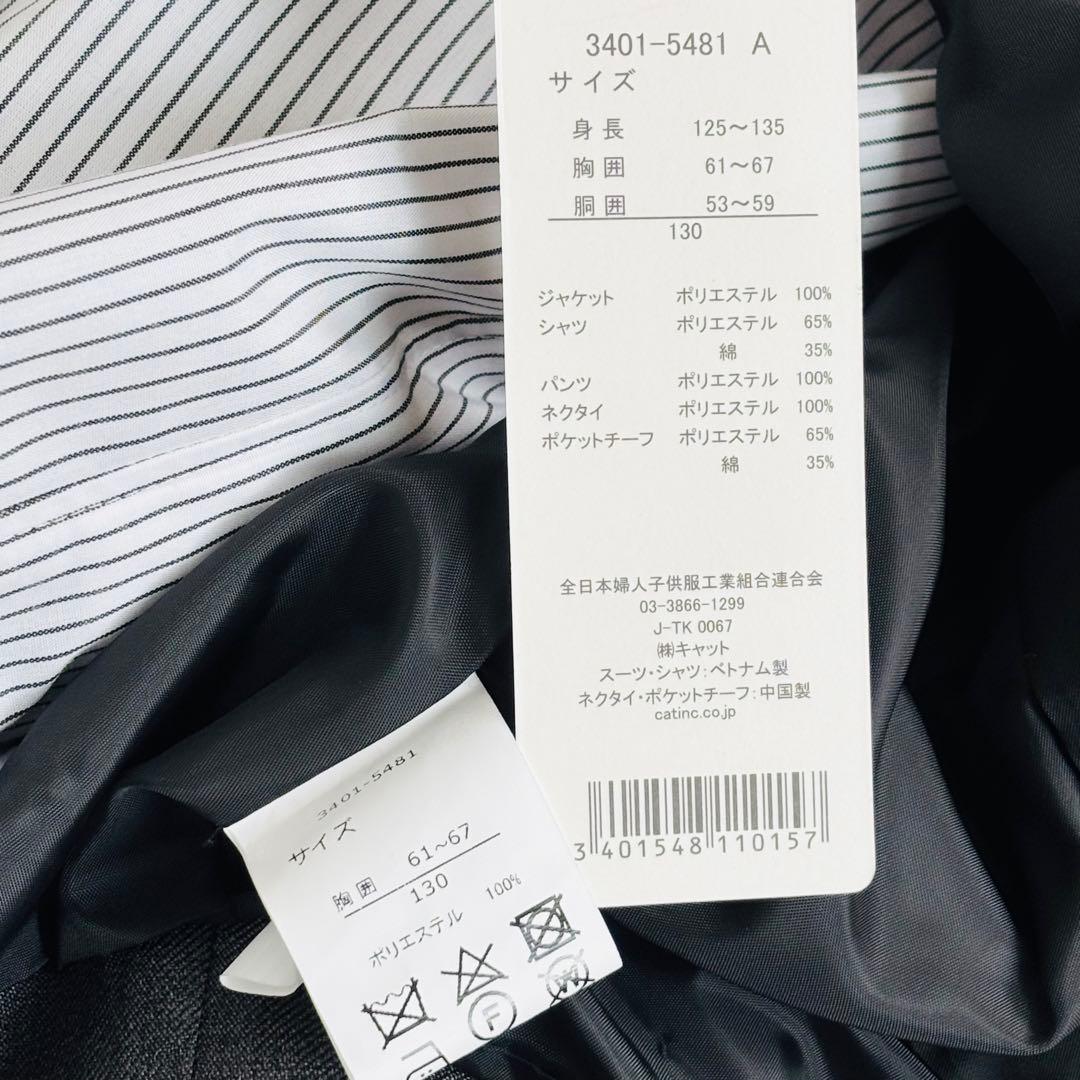 3401-5481 A
サイズ
身長 125～135
胸囲 61～67
胴囲 53～59
130
ジャケット ポリエステル 100%
シャツ ポリエステル 65%
綿 35%
パンツ ポリエステル 100%
ネクタイ ポリエステル 100%
ポケットチーフ ポリエステル 65%
綿 35%
全日本婦人子供服工業組合連合会
03-3866-1299
J-TK 0067
㈱キャット
スーツ・シャツ：ベトナム製
ネクタイ・ポケットチーフ：中国製
catinc.co.jp
3 401548 110157
3401-5481
サイズ
胸囲 61~67
130
ポリエステル 100%
F